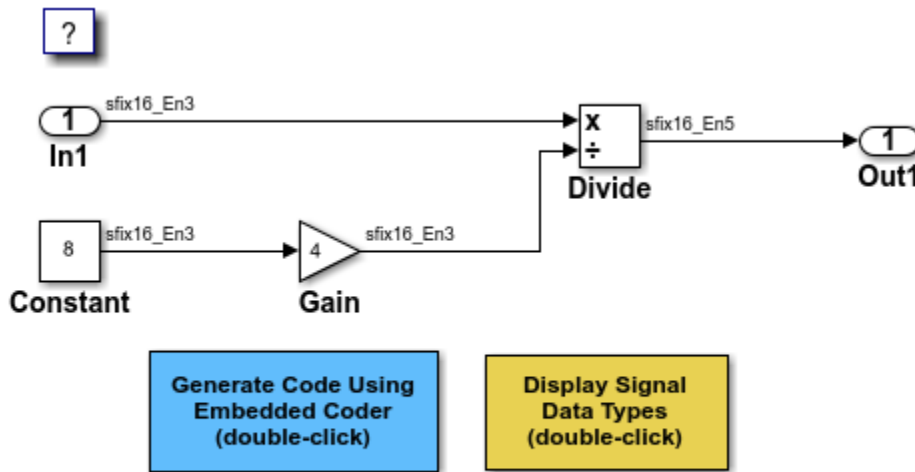 ?
sfix16_En3
1
In1
x
÷
Divide
sfix16_En5
1
Out1
8
Constant
sfix16_En3
4
Gain
sfix16_En3
Generate Code Using
Embedded Coder
(double-click)
Display Signal
Data Types
(double-click)